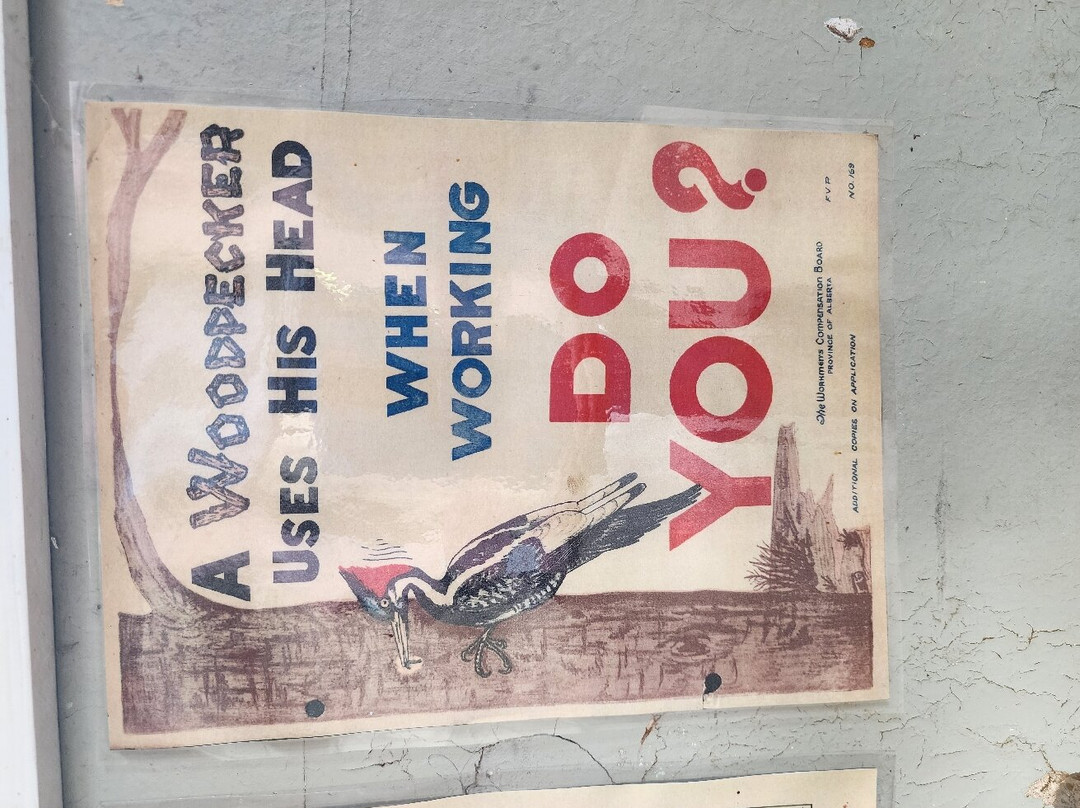 A WOODPECKER
USES HIS HEAD
WHEN
WORKING
DO
YOU?
The Workmen's Compensation Board
PROVINCE OF ALBERTA
F.V.P.
ADDITIONAL COPIES ON APPLICATION
NO. 169